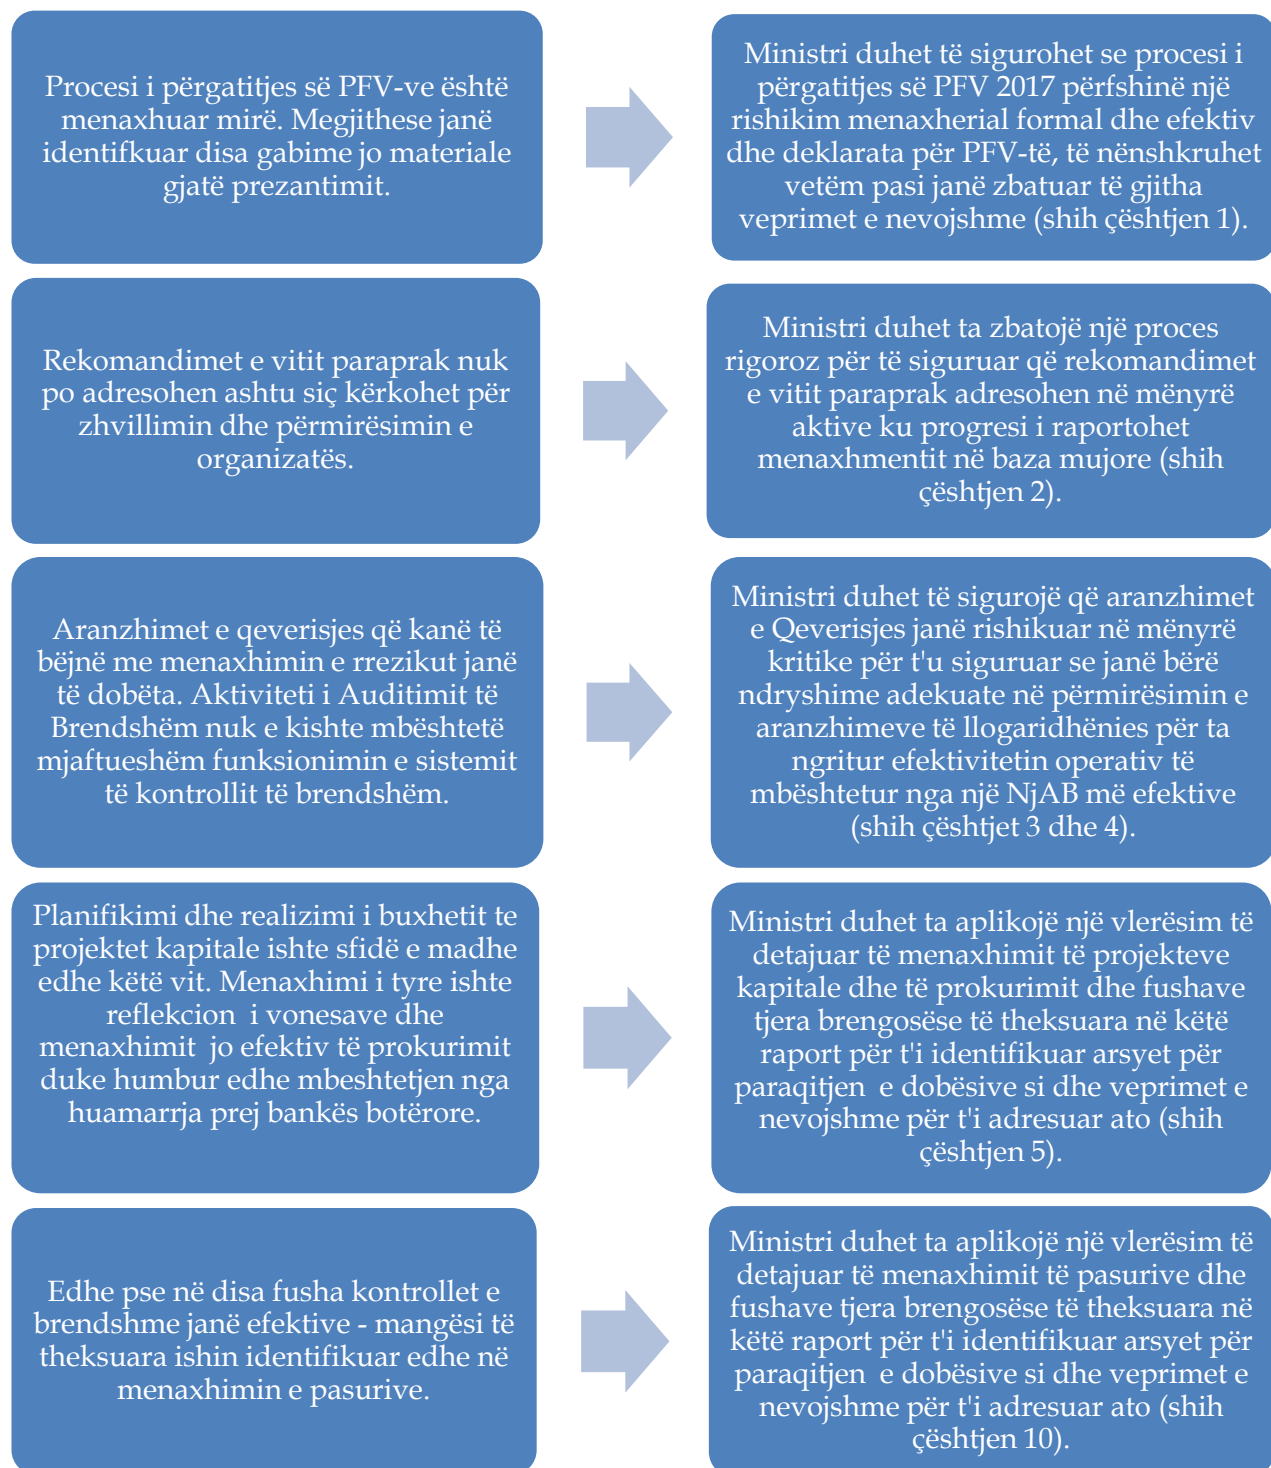 Procesi i përgatitjes së PFV-ve është
menaxhuar mirë. Megjithese janë
identifkuar disa gabime jo materiale
gjatë prezantimit.
Ministri duhet të sigurohet se procesi i
përgatitjes së PFV 2017 përfshinë një
rishikim menaxherial formal dhe efektiv
dhe deklarata për PFV-të, të nënshkruhet
vetëm pasi janë zbatuar të gjitha
veprimet e nevojshme (shih çështjen 1).
Rekomandimet e vitit paraprak nuk
po adresohen ashtu siç kërkohet për
zhvillimin dhe përmirësimin e
organizatës.
Ministri duhet ta zbatojë një proces
rigoroz për të siguruar që rekomandimet
e vitit paraprak adresohen në mënyrë
aktive ku progresi i raportohet
menaxhmentit në baza mujore (shih
çështjen 2).
Aranzhimet e qeverisjes që kanë të
bëjnë me menaxhimin e rrezikut janë
të dobëta. Aktiviteti i Auditimit të
Brendshëm nuk e kishte mbështetë
mjaftueshëm funksionimin e sistemit
të kontrollit të brendshëm.
Ministri duhet të sigurojë që aranzhimet
e Qeverisjes janë rishikuar në mënyrë
kritike për t'u siguruar se janë bërë
ndryshime adekuate në përmirësimin e
aranzhimeve të llogaridhënies për ta
ngritur efektivitetin operativ të
mbështetur nga një NjAB më efektive
(shih çështjet 3 dhe 4).
Planifikimi dhe realizimi i buxhetit te
projektet kapitale ishte sfidë e madhe
edhe këtë vit. Menaxhimi i tyre ishte
reflekcion i vonesave dhe
menaxhimit jo efektiv të prokurimit
duke humbur edhe mbeshtetjen nga
huamarrja prej bankës botërore.
Ministri duhet ta aplikojë një vlerësim të
detajuar të menaxhimit të projekteve
kapitale dhe të prokurimit dhe fushave
tjera brengosëse të theksuara në këtë
raport për t'i identifikuar arsyet për
paraqitjen e dobësive si dhe veprimet e
nevojshme për t'i adresuar ato (shih
çështjen 5).
Edhe pse në disa fusha kontrollet e
brendshme janë efektive - mangësi të
theksuara ishin identifikuar edhe në
menaxhimin e pasurive.
Ministri duhet ta aplikojë një vlerësim të
detajuar të menaxhimit të pasurive dhe
fushave tjera brengosëse të theksuara në
këtë raport për t'i identifikuar arsyet për
paraqitjen e dobësive si dhe veprimet e
nevojshme për t'i adresuar ato (shih
çështjen 10).